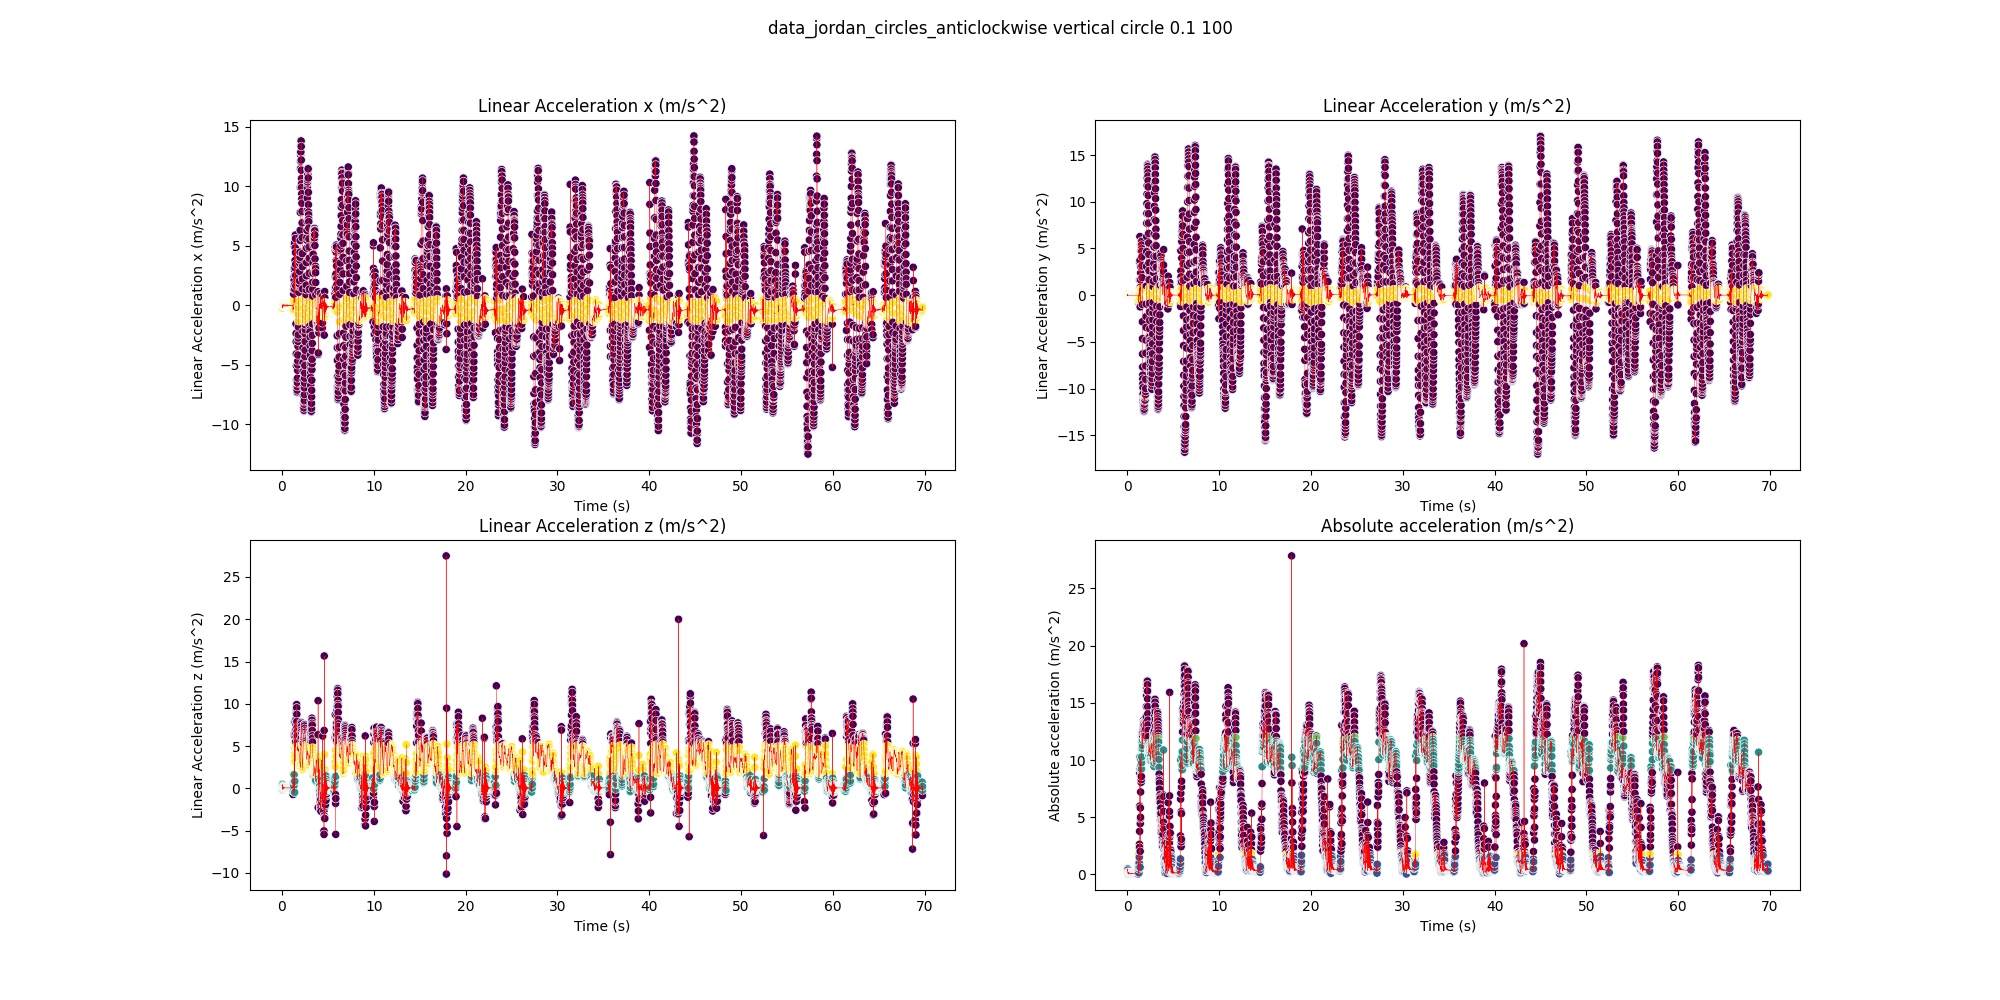 data_jordan_circles_anticlockwise vertical circle 0.1 100
Linear Acceleration x (m/s^2)
Linear Acceleration x (m/s^2)
15
10
5
0
−5
−10
0 10 20 30 40 50 60 70
Time (s)
Linear Acceleration y (m/s^2)
Linear Acceleration y (m/s^2)
15
10
5
0
−5
−10
−15
0 10 20 30 40 50 60 70
Time (s)
Linear Acceleration z (m/s^2)
Linear Acceleration z (m/s^2)
25
20
15
10
5
0
−5
−10
0 10 20 30 40 50 60 70
Time (s)
Absolute acceleration (m/s^2)
Absolute acceleration (m/s^2)
25
20
15
10
5
0
0 10 20 30 40 50 60 70
Time (s)